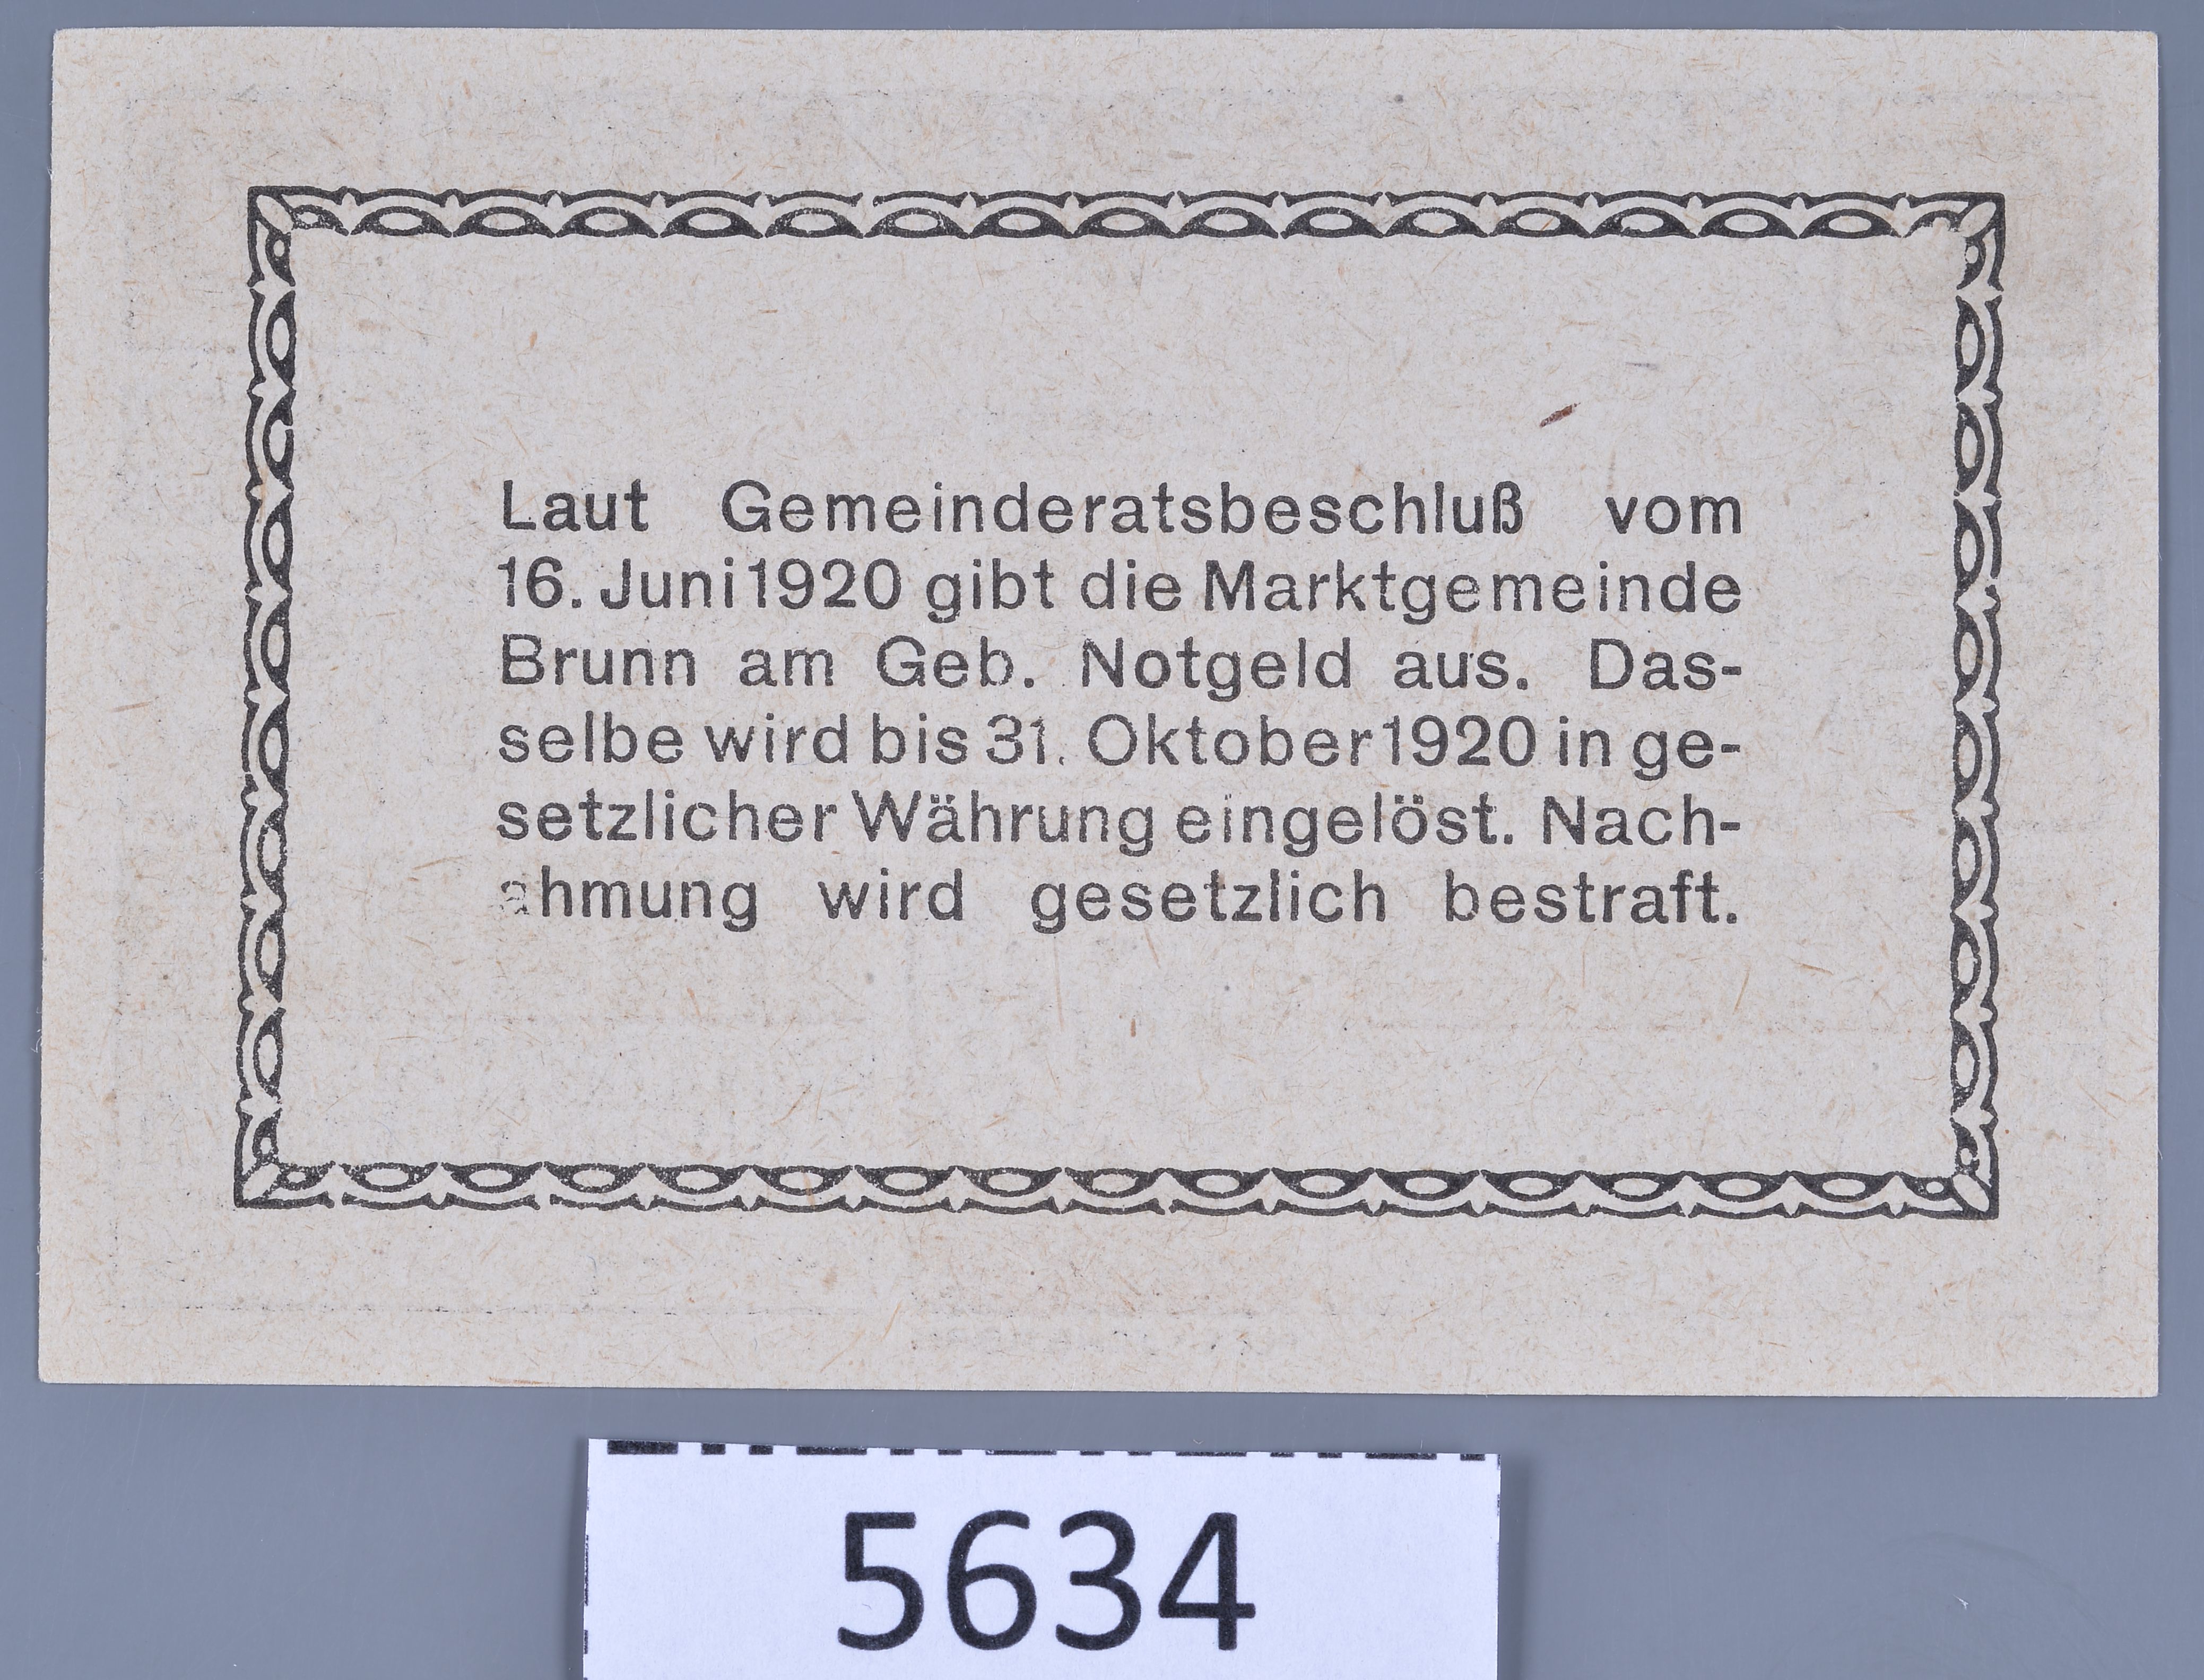 Laut Gemeinderatsbeschluß vom
16. Juni 1920 gibt die Marktgemeinde
Brunn am Geb. Notgeld aus. Das-
selbe wird bis 31. Oktober 1920 in ge-
setzlicher Währung eingelöst. Nach-
ahmung wird gesetzlich bestraft.
5634